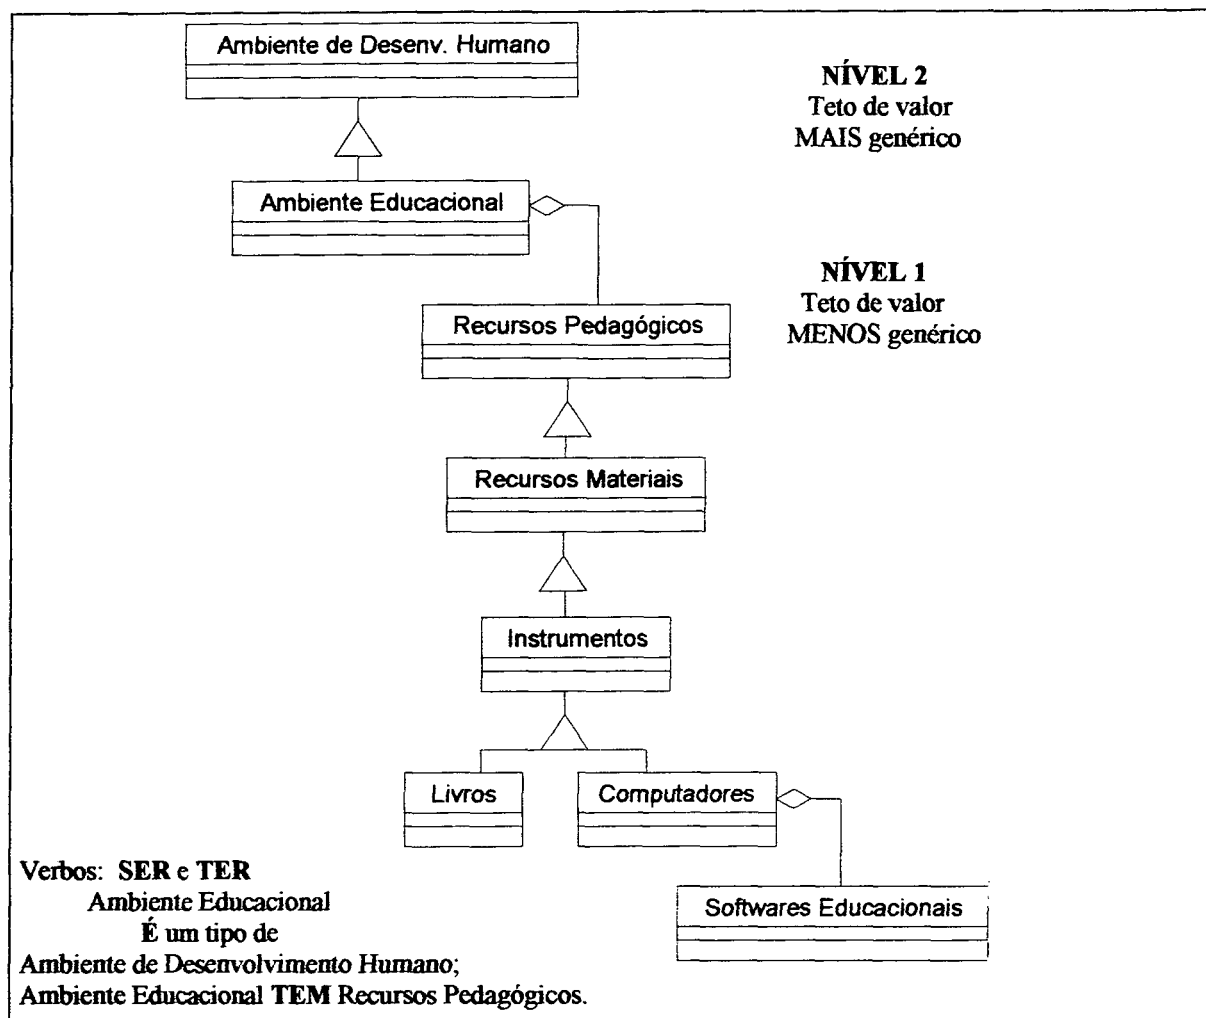 Ambiente de Desenv. Humano
NÍVEL 2
Teto de valor
MAIS genérico
Ambiente Educacional
NÍVEL 1
Teto de valor
MENOS genérico
Recursos Pedagógicos
Recursos Materiais
Instrumentos
Livros
Computadores
Softwares Educacionais
Verbos: SER e TER
Ambiente Educacional
É um tipo de
Ambiente de Desenvolvimento Humano;
Ambiente Educacional TEM Recursos Pedagógicos.